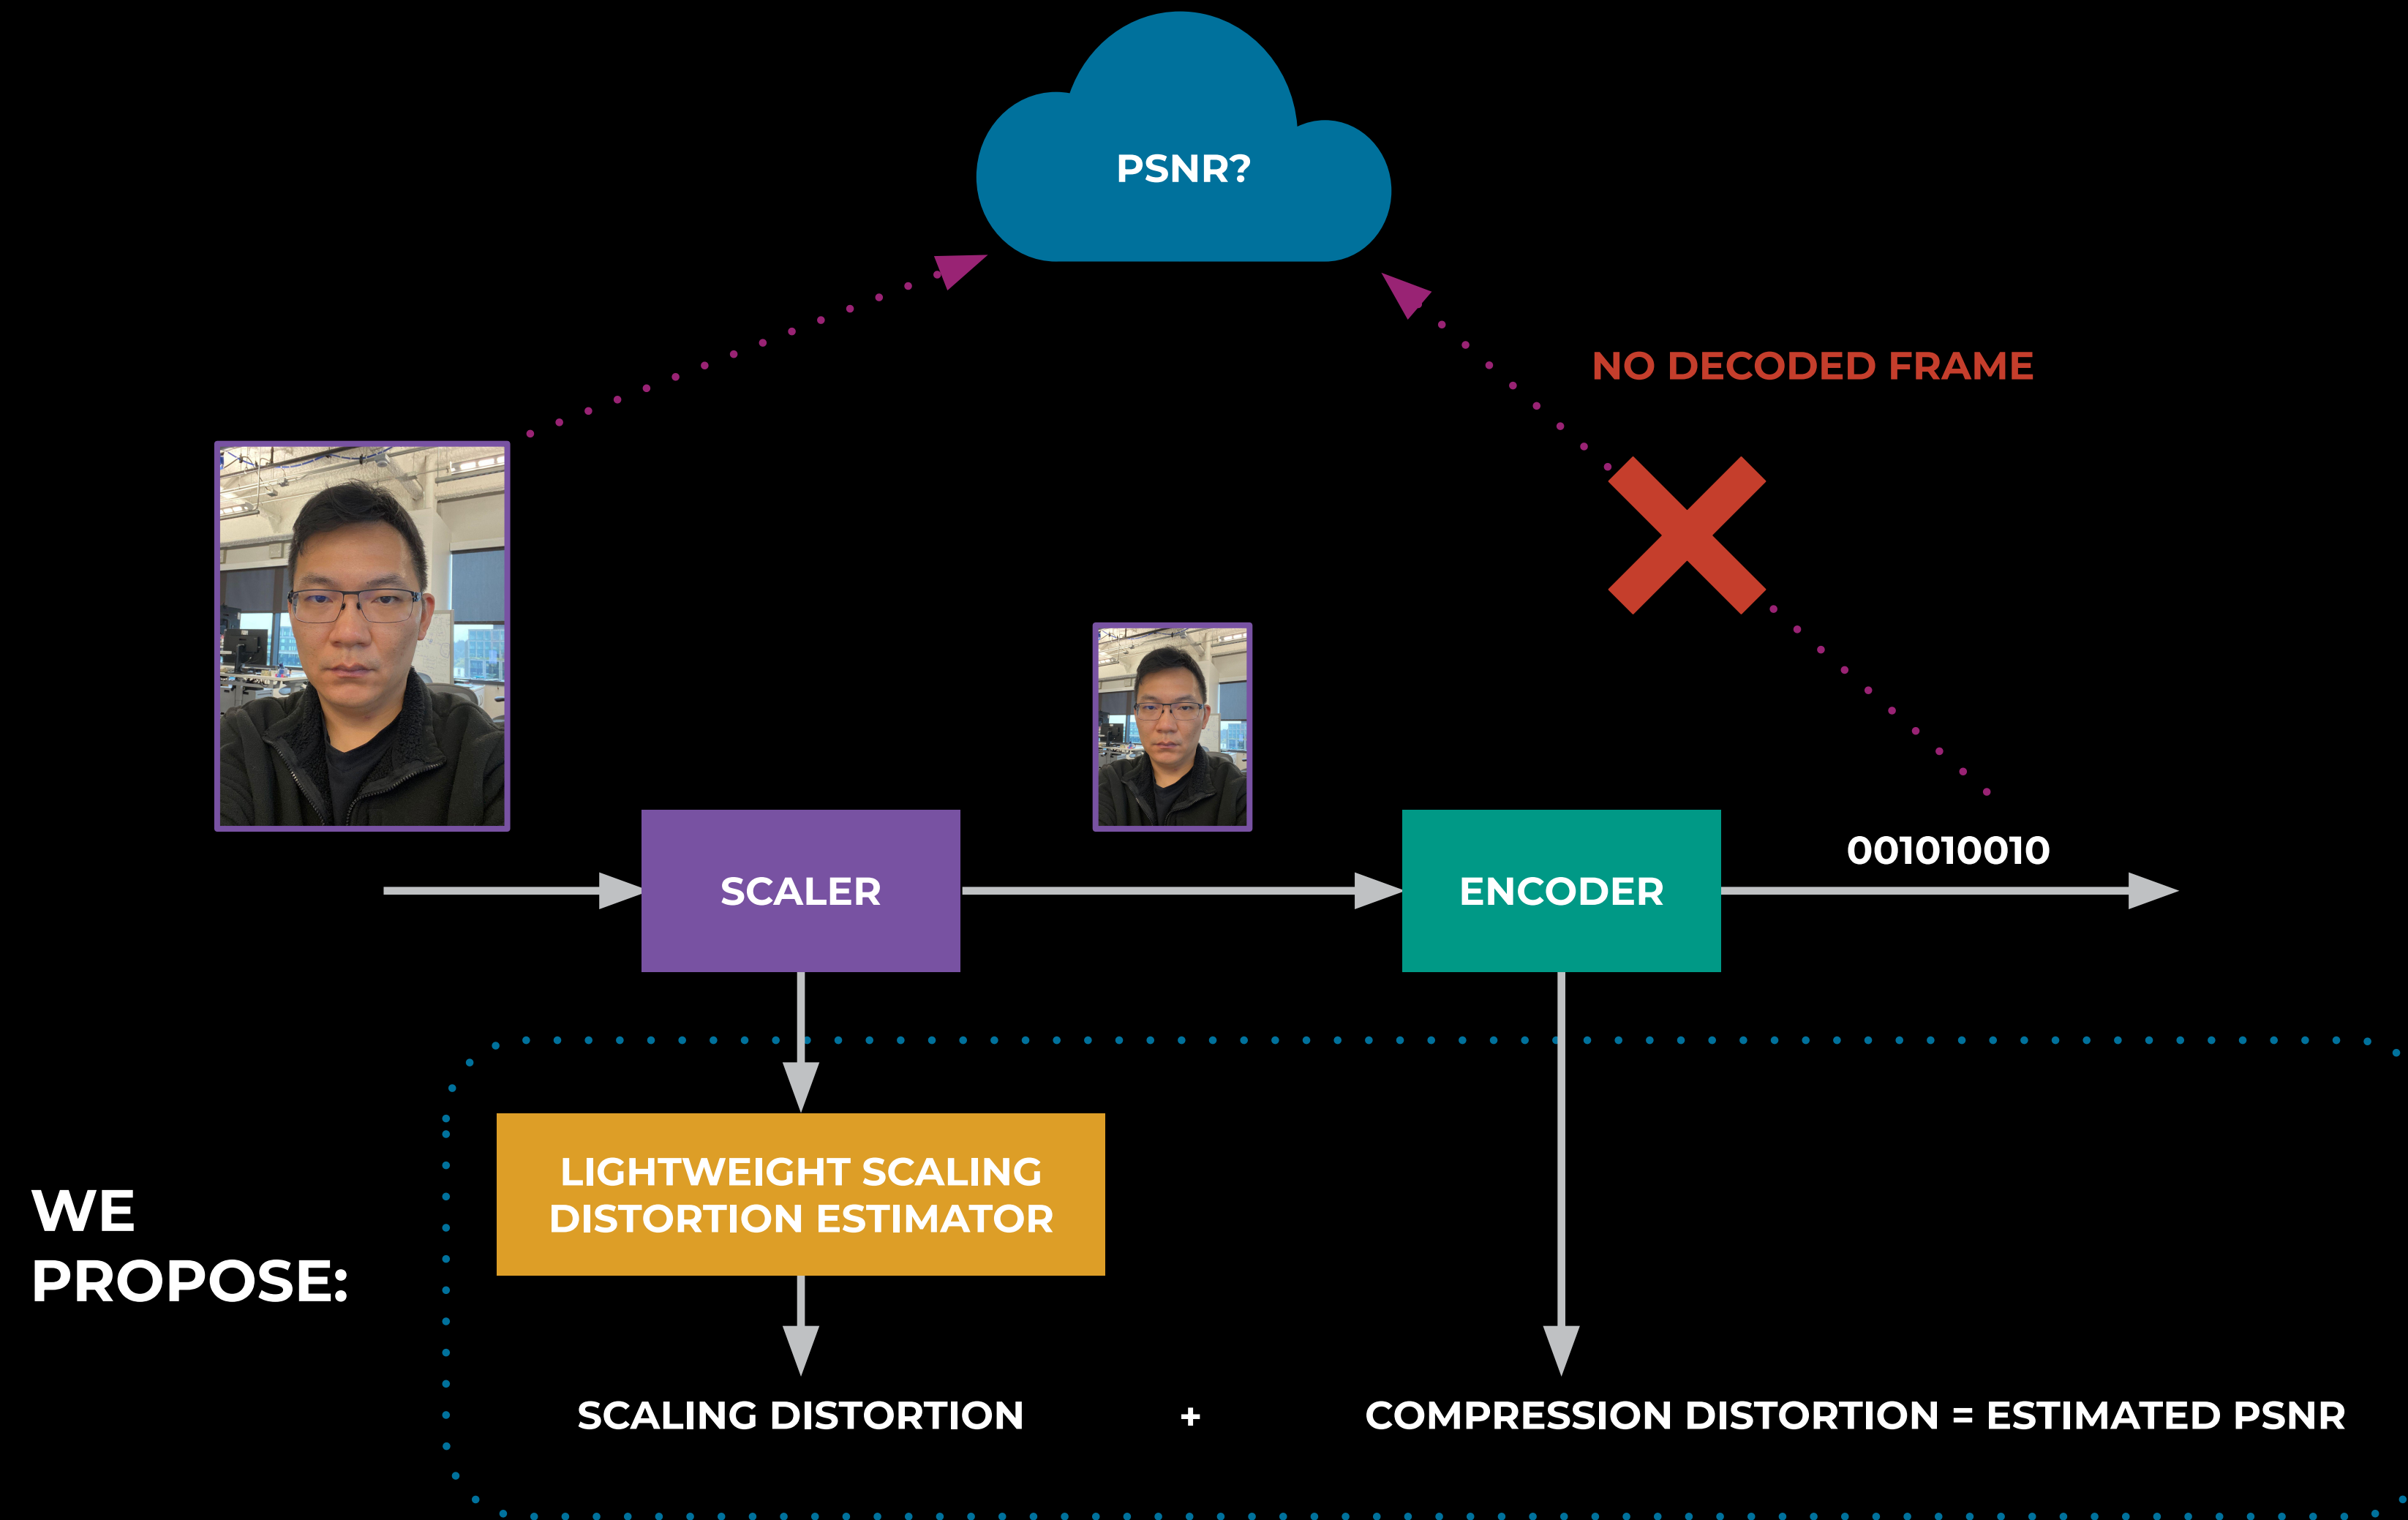 PSNR?
NO DECODED FRAME
001010010
SCALER
ENCODER
LIGHTWEIGHT SCALING
DISTORTION ESTIMATOR
WE
PROPOSE:
SCALING DISTORTION + COMPRESSION DISTORTION = ESTIMATED PSNR